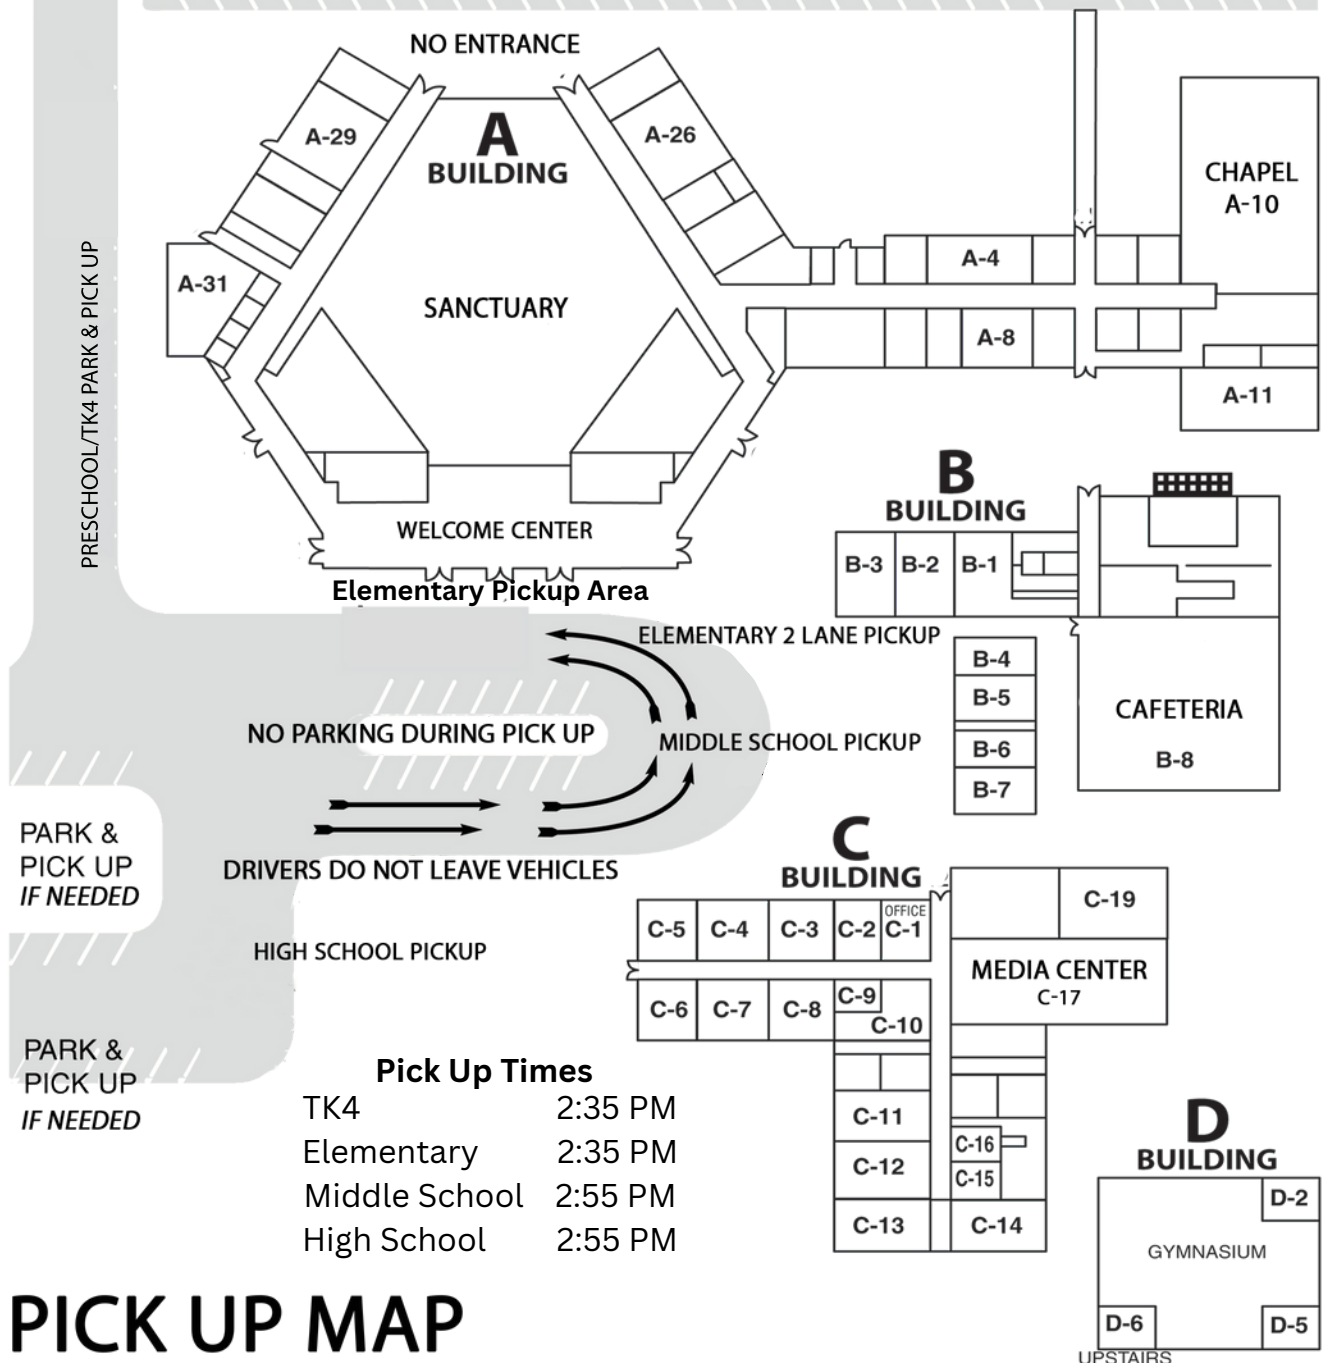 NO ENTRANCE
A-29
A
BUILDING
A-26
CHAPEL
A-10
PRESCHOOL/TK4 PARK & PICK UP
A-31
SANCTUARY
A-4
A-8
A-11
WELCOME CENTER
Elementary Pickup Area
B
BUILDING
B-3
B-2
B-1
ELEMENTARY 2 LANE PICKUP
B-4
B-5
B-6
B-7
CAFETERIA
B-8
NO PARKING DURING PICK UP
MIDDLE SCHOOL PICKUP
PARK &
PICK UP
IF NEEDED
DRIVERS DO NOT LEAVE VEHICLES
HIGH SCHOOL PICKUP
C
BUILDING
C-5
C-4
C-3
C-2
OFFICE
C-1
C-19
MEDIA CENTER
C-17
C-6
C-7
C-8
C-9
C-10
C-11
C-12
C-13
C-16
C-15
C-14
PARK &
PICK UP
IF NEEDED
Pick Up Times
TK4 2:35 PM
Elementary 2:35 PM
Middle School 2:55 PM
High School 2:55 PM
D
BUILDING
D-2
GYMNASIUM
D-6
UPSTAIRS
D-5
PICK UP MAP